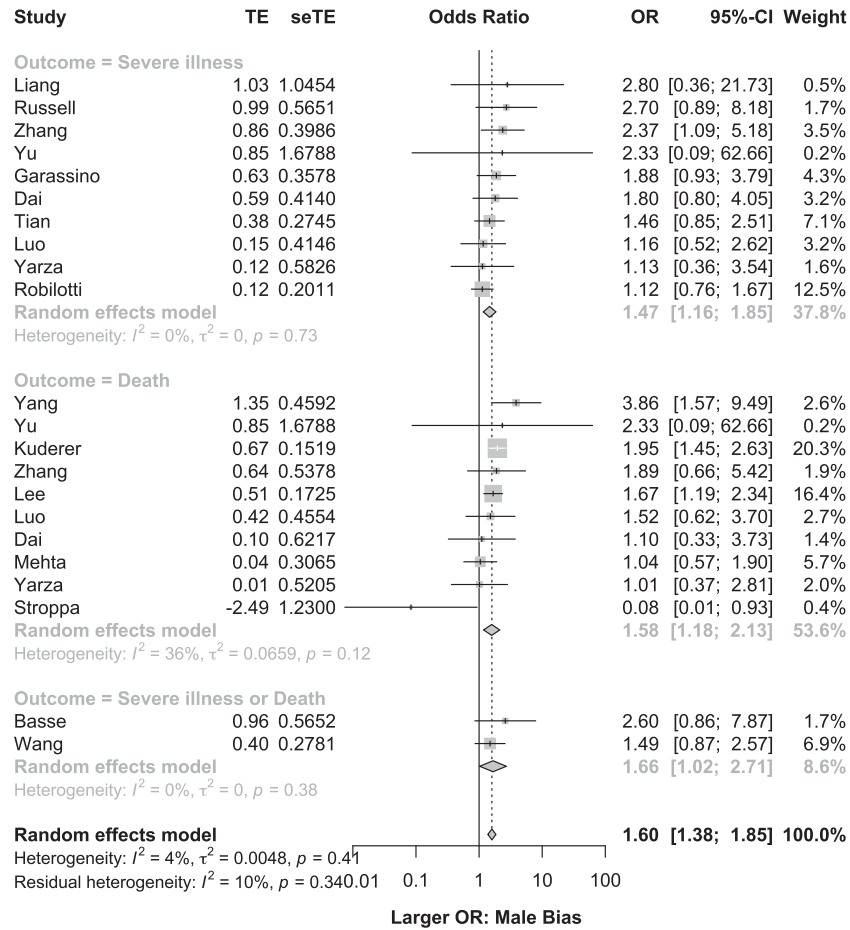 Study TE seTE Odds Ratio OR 95%-CI Weight
Outcome = Severe illness
Liang 1.03 1.0454 2.80 [0.36; 21.73] 0.5%
Russell 0.99 0.5651 2.70 [0.89; 8.18] 1.7%
Zhang 0.86 0.3986 2.37 [1.09; 5.18] 3.5%
Yu 0.85 1.6788 2.33 [0.09; 62.66] 0.2%
Garassino 0.63 0.3578 1.88 [0.93; 3.79] 4.3%
Dai 0.59 0.4140 1.80 [0.80; 4.05] 3.2%
Tian 0.38 0.2745 1.46 [0.85; 2.51] 7.1%
Luo 0.15 0.4146 1.16 [0.52; 2.62] 3.2%
Yarza 0.12 0.5826 1.13 [0.36; 3.54] 1.6%
Robilotti 0.12 0.2011 1.12 [0.76; 1.67] 12.5%
Random effects model 1.47 [1.16; 1.85] 37.8%
Heterogeneity: I² = 0%, τ² = 0, p = 0.73
Outcome = Death
Yang 1.35 0.4592 3.86 [1.57; 9.49] 2.6%
Yu 0.85 1.6788 2.33 [0.09; 62.66] 0.2%
Kuderer 0.67 0.1519 1.95 [1.45; 2.63] 20.3%
Zhang 0.64 0.5378 1.89 [0.66; 5.42] 1.9%
Lee 0.51 0.1725 1.67 [1.19; 2.34] 16.4%
Luo 0.42 0.4554 1.52 [0.62; 3.70] 2.7%
Dai 0.10 0.6217 1.10 [0.33; 3.73] 1.4%
Mehta 0.04 0.3065 1.04 [0.57; 1.90] 5.7%
Yarza 0.01 0.5205 1.01 [0.37; 2.81] 2.0%
Stroppa -2.49 1.2300 0.08 [0.01; 0.93] 0.4%
Random effects model 1.58 [1.18; 2.13] 53.6%
Heterogeneity: I² = 36%, τ² = 0.0659, p = 0.12
Outcome = Severe illness or Death
Basse 0.96 0.5652 2.60 [0.86; 7.87] 1.7%
Wang 0.40 0.2781 1.49 [0.87; 2.57] 6.9%
Random effects model 1.66 [1.02; 2.71] 8.6%
Heterogeneity: I² = 0%, τ² = 0, p = 0.38
Random effects model 1.60 [1.38; 1.85] 100.0%
Heterogeneity: I² = 4%, τ² = 0.0048, p = 0.41
Residual heterogeneity: I² = 10%, p = 0.34 0.01 0.1 1 10 100
Larger OR: Male Bias